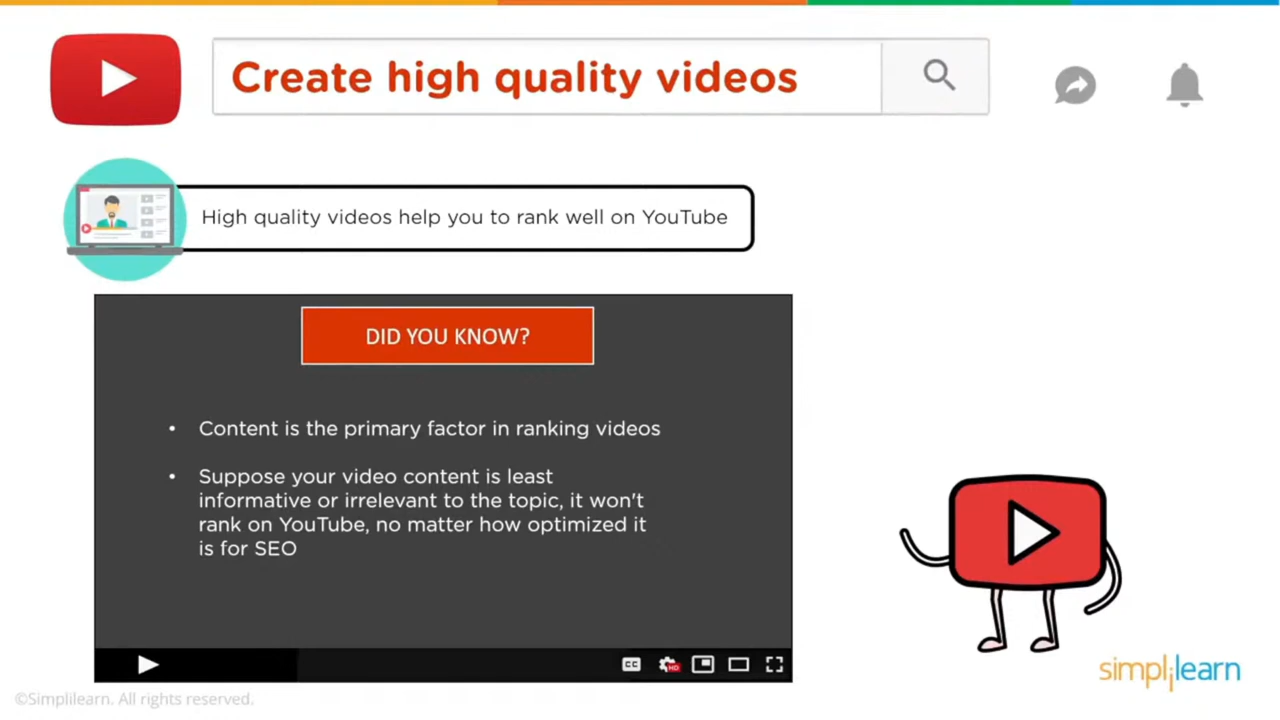 Create high quality videos
High quality videos help you to rank well on YouTube
DID YOU KNOW?
• Content is the primary factor in ranking videos
• Suppose your video content is least
informative or irrelevant to the topic, it won't
rank on YouTube, no matter how optimized it
is for SEO
CC
HD
simplilearn
©Simplilearn. All rights reserved.